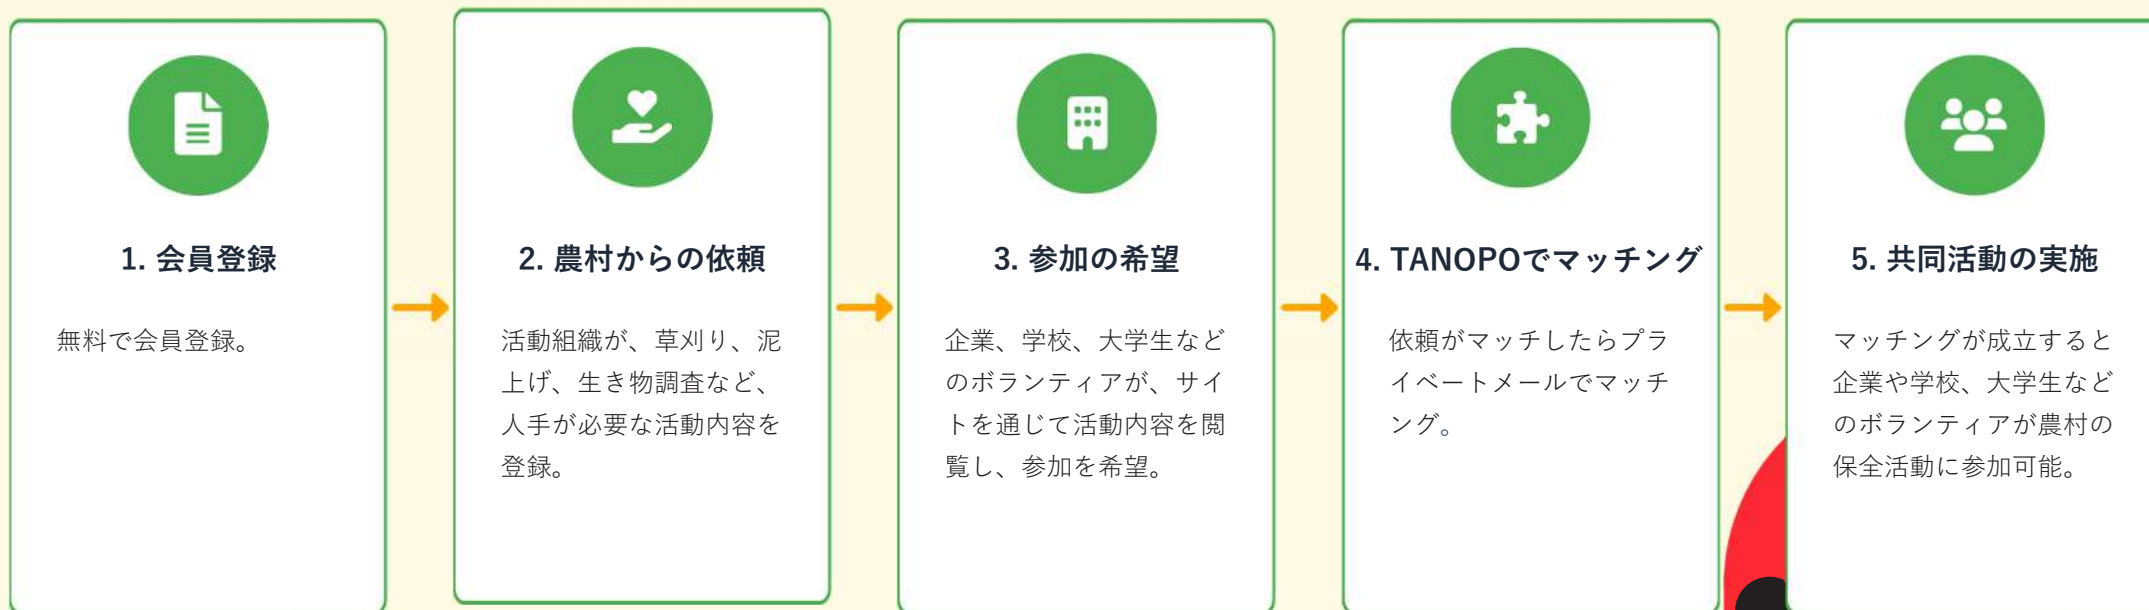 1. 会員登録
無料で会員登録。
2. 農村からの依頼
活動組織が、草刈り、泥
上げ、生き物調査など、
人手が必要な活動内容を
登録。
3. 参加の希望
企業、学校、大学生など
のボランティアが、サイ
トを通じて活動内容を閲
覧し、参加を希望。
4. TANOPOでマッチング
依頼がマッチしたらプラ
イベートメールでマッチ
ング。
5. 共同活動の実施
マッチングが成立すると
企業や学校、大学生など
のボランティアが農村の
保全活動に参加可能。